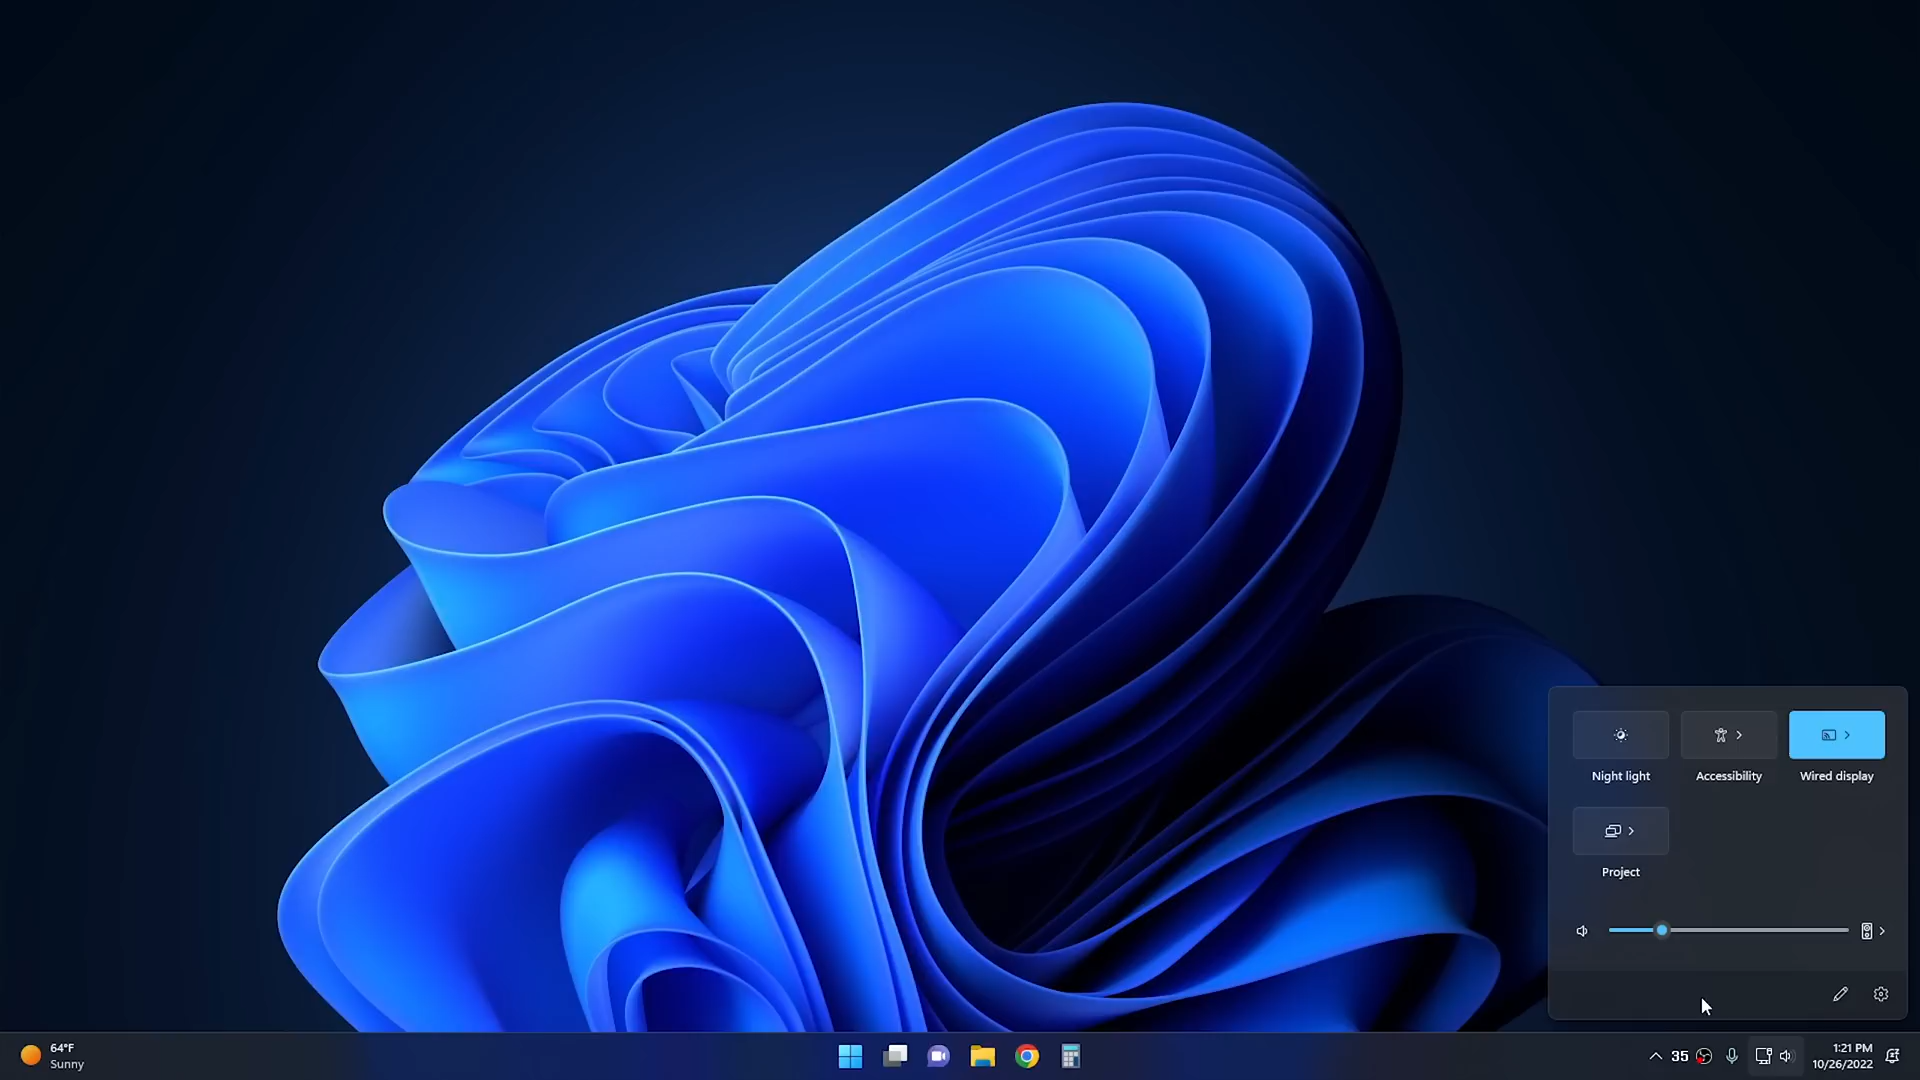 Night light
Accessibility
Wired display
Project
64°F
Sunny
35
1:21 PM
10/26/2022